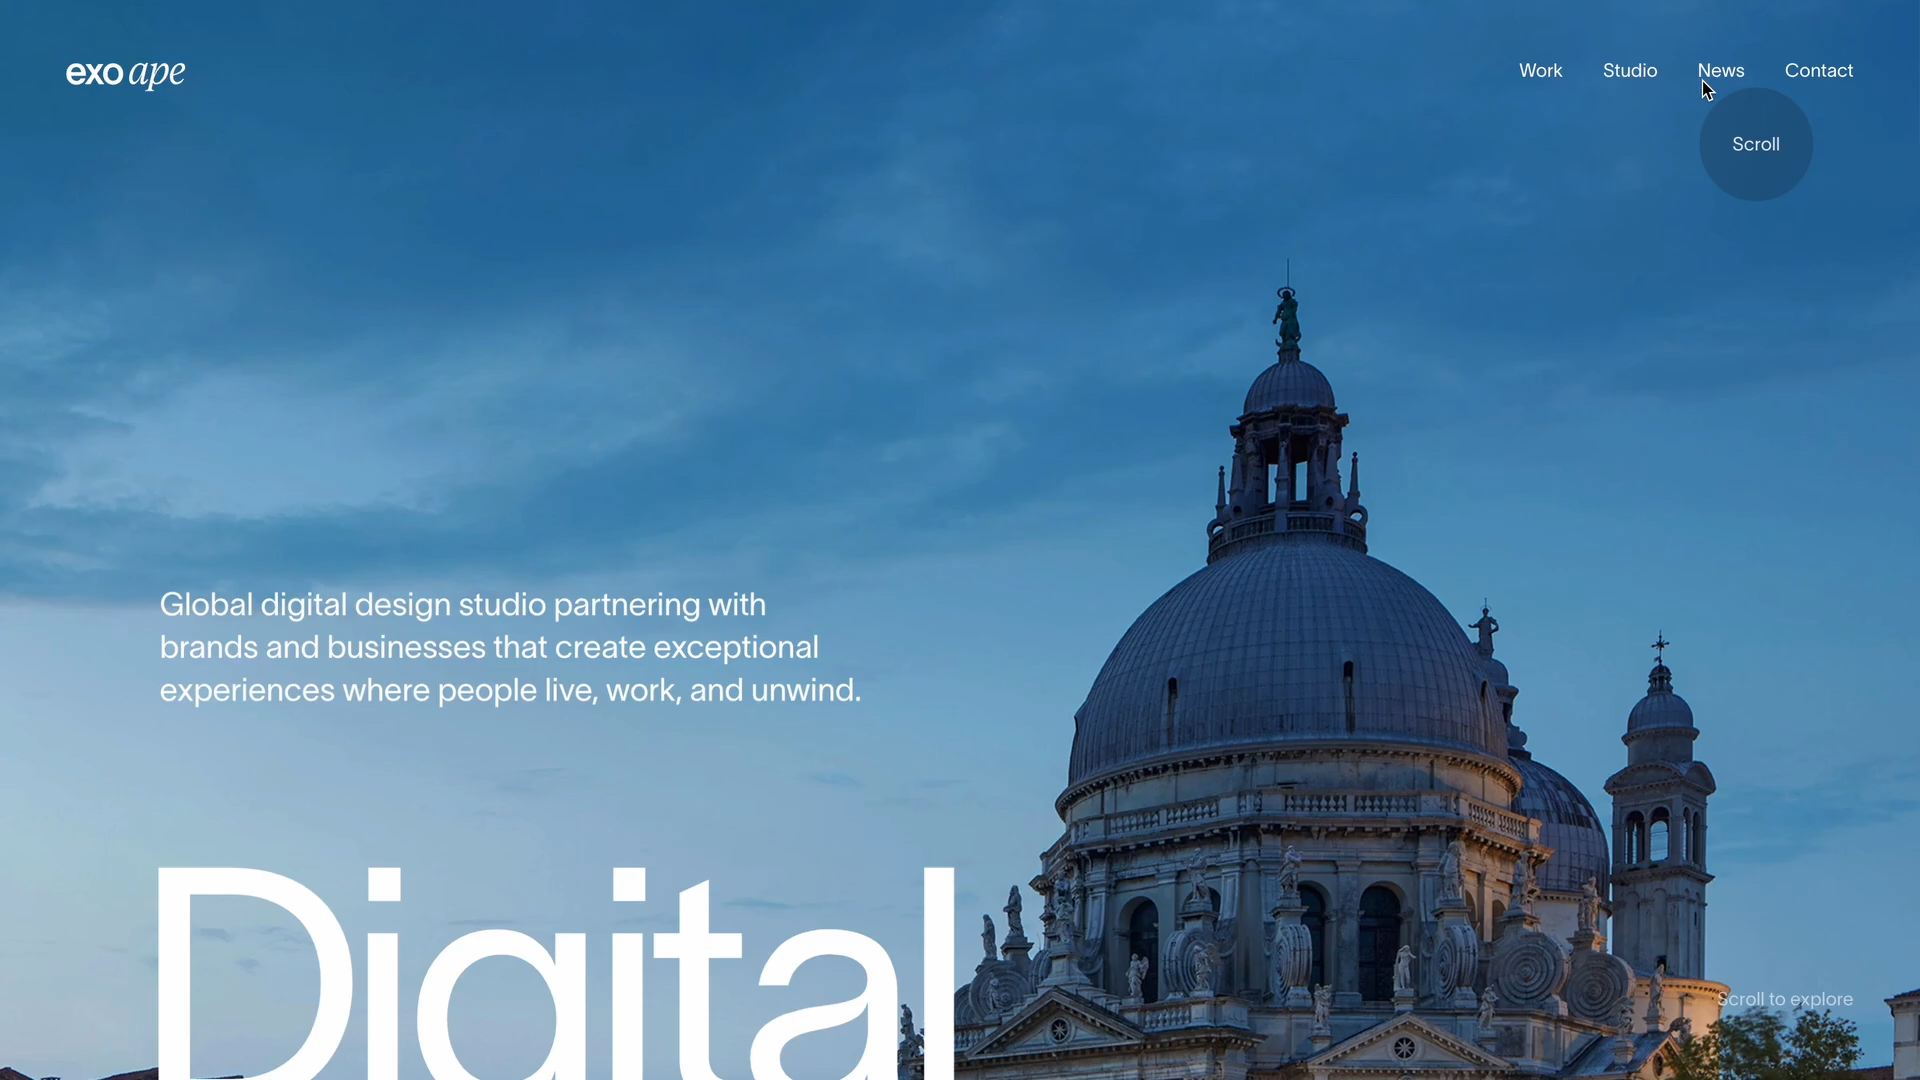 exo ape
Work
Studio
News
Contact
Scroll
Global digital design studio partnering with
brands and businesses that create exceptional
experiences where people live, work, and unwind.
Digital
Scroll to explore